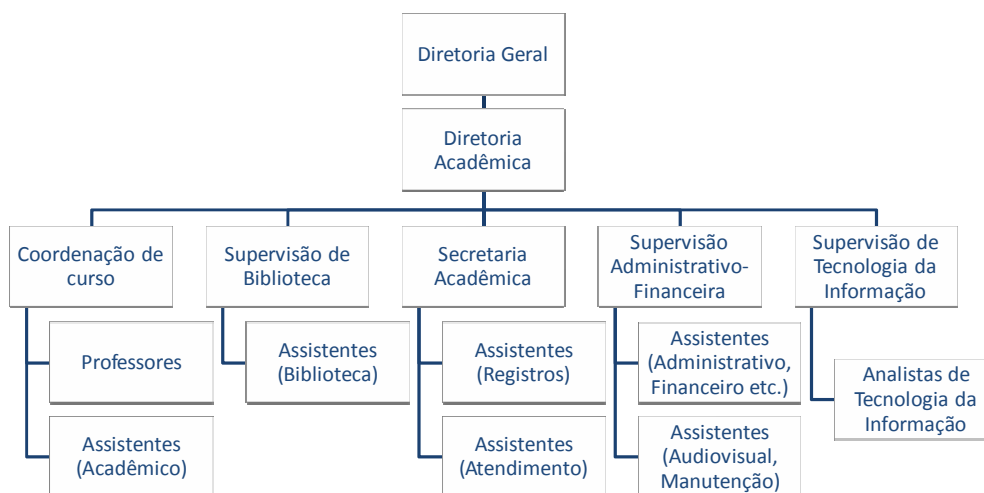 Diretoria Geral
Diretoria
Acadêmica
Coordenação de
curso
Supervisão de
Biblioteca
Secretaria
Acadêmica
Supervisão
Administrativo-
Financeira
Supervisão de
Tecnologia da
Informação
Professores
Assistentes
(Acadêmico)
Assistentes
(Biblioteca)
Assistentes
(Registros)
Assistentes
(Atendimento)
Assistentes
(Administrativo,
Financeiro etc.)
Assistentes
(Audiovisual,
Manutenção)
Analistas de
Tecnologia da
Informação